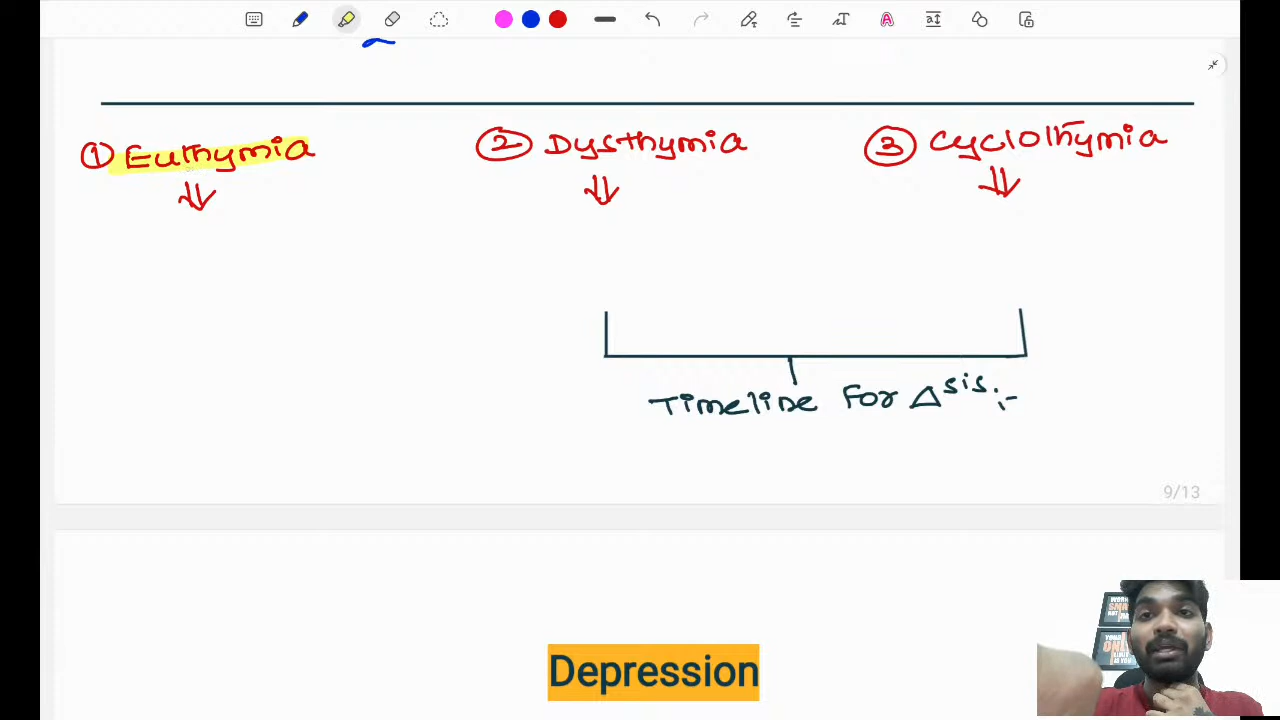 ① Euthymia
② Dysthymia
③ Cyclothymia
Timeline For Δsis:-
9/13
Depression